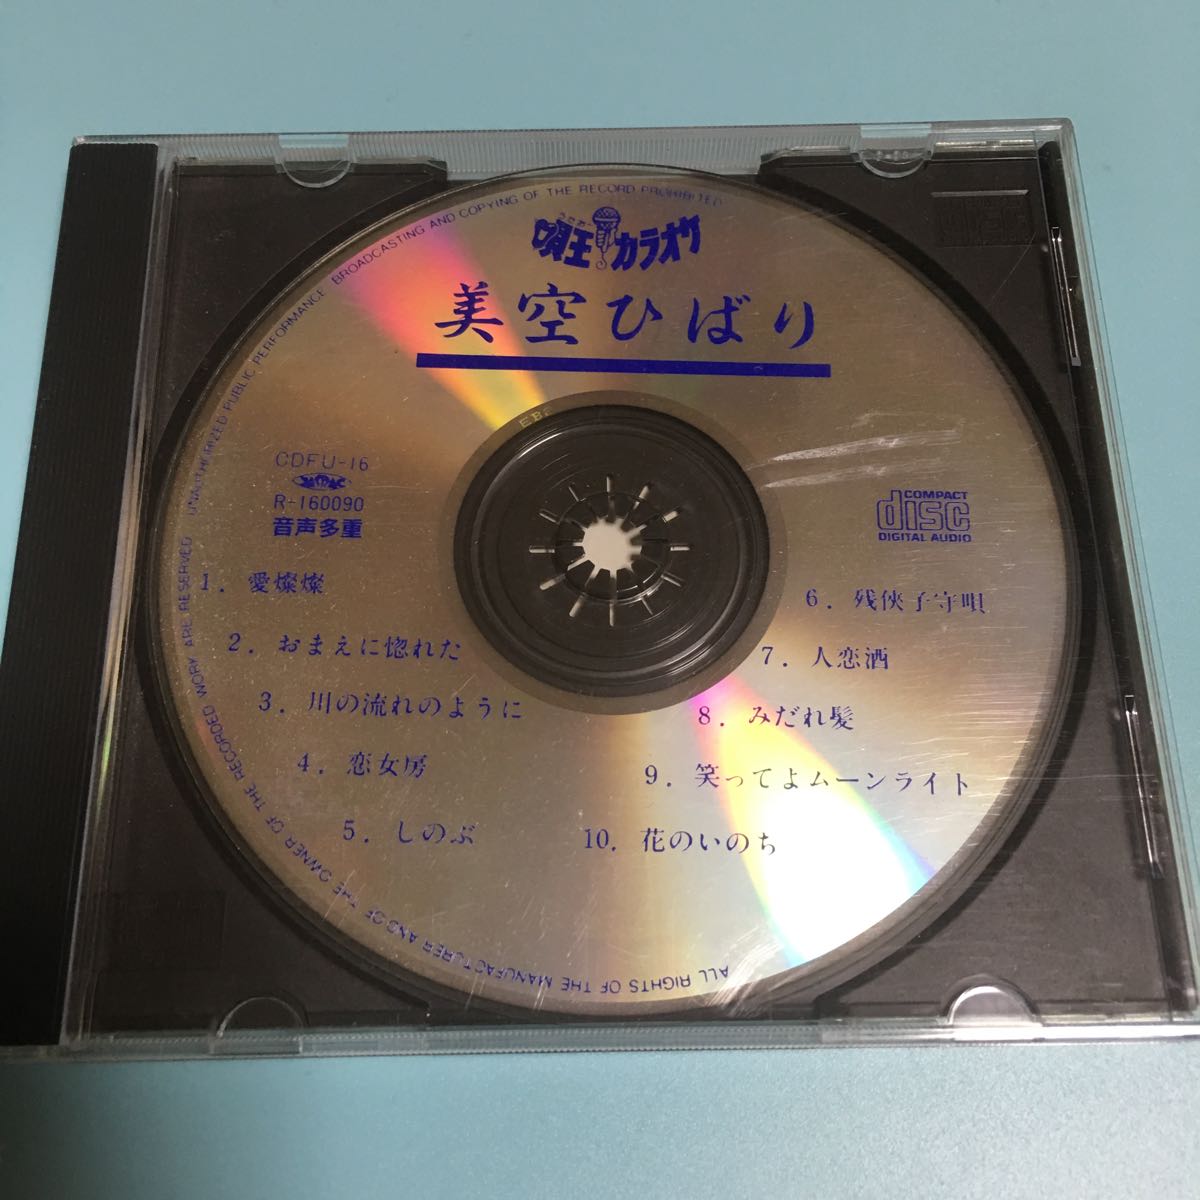 うたお
唄王カラオケ
美空ひばり
CDFU-16
R-160090
音声多重
COMPACT
disc
DIGITAL AUDIO
1. 愛燦燦
2. おまえに惚れた
3. 川の流れのように
4. 恋女房
5. しのぶ
6. 残侠子守唄
7. 人恋酒
8. みだれ髪
9. 笑ってよムーンライト
10. 花のいのち
ALL RIGHTS OF THE MANUFACTURER AND OF THE OWNER OF THE RECORDED WORK ARE RESERVED UNAUTHORIZED PUBLIC PERFORMANCE BROADCASTING AND COPYING OF THE RECORD PROHIBITED